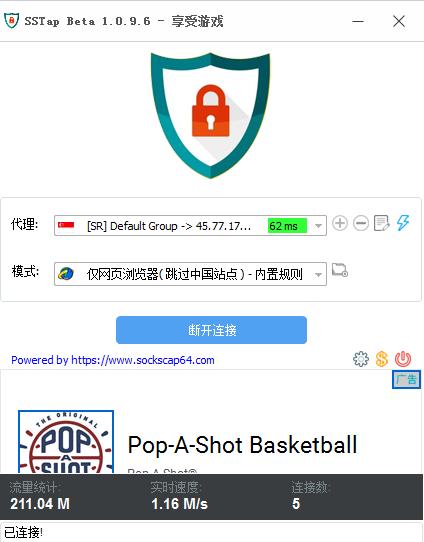 SSTap Beta 1.0.9.6 - 享受游戏
代理: [SR] Default Group -> 45.77.17... 62 ms
模式: 仅网页浏览器(跳过中国站点) - 内置规则
断开连接
Powered by https://www.sockscap64.com
广告
THE ORIGINAL
POP
A
SHOT
Pop-A-Shot Basketball
Pop-A-Shot®
流量统计: 实时速度: 连接数:
211.04 M 1.16 M/s 5
已连接!